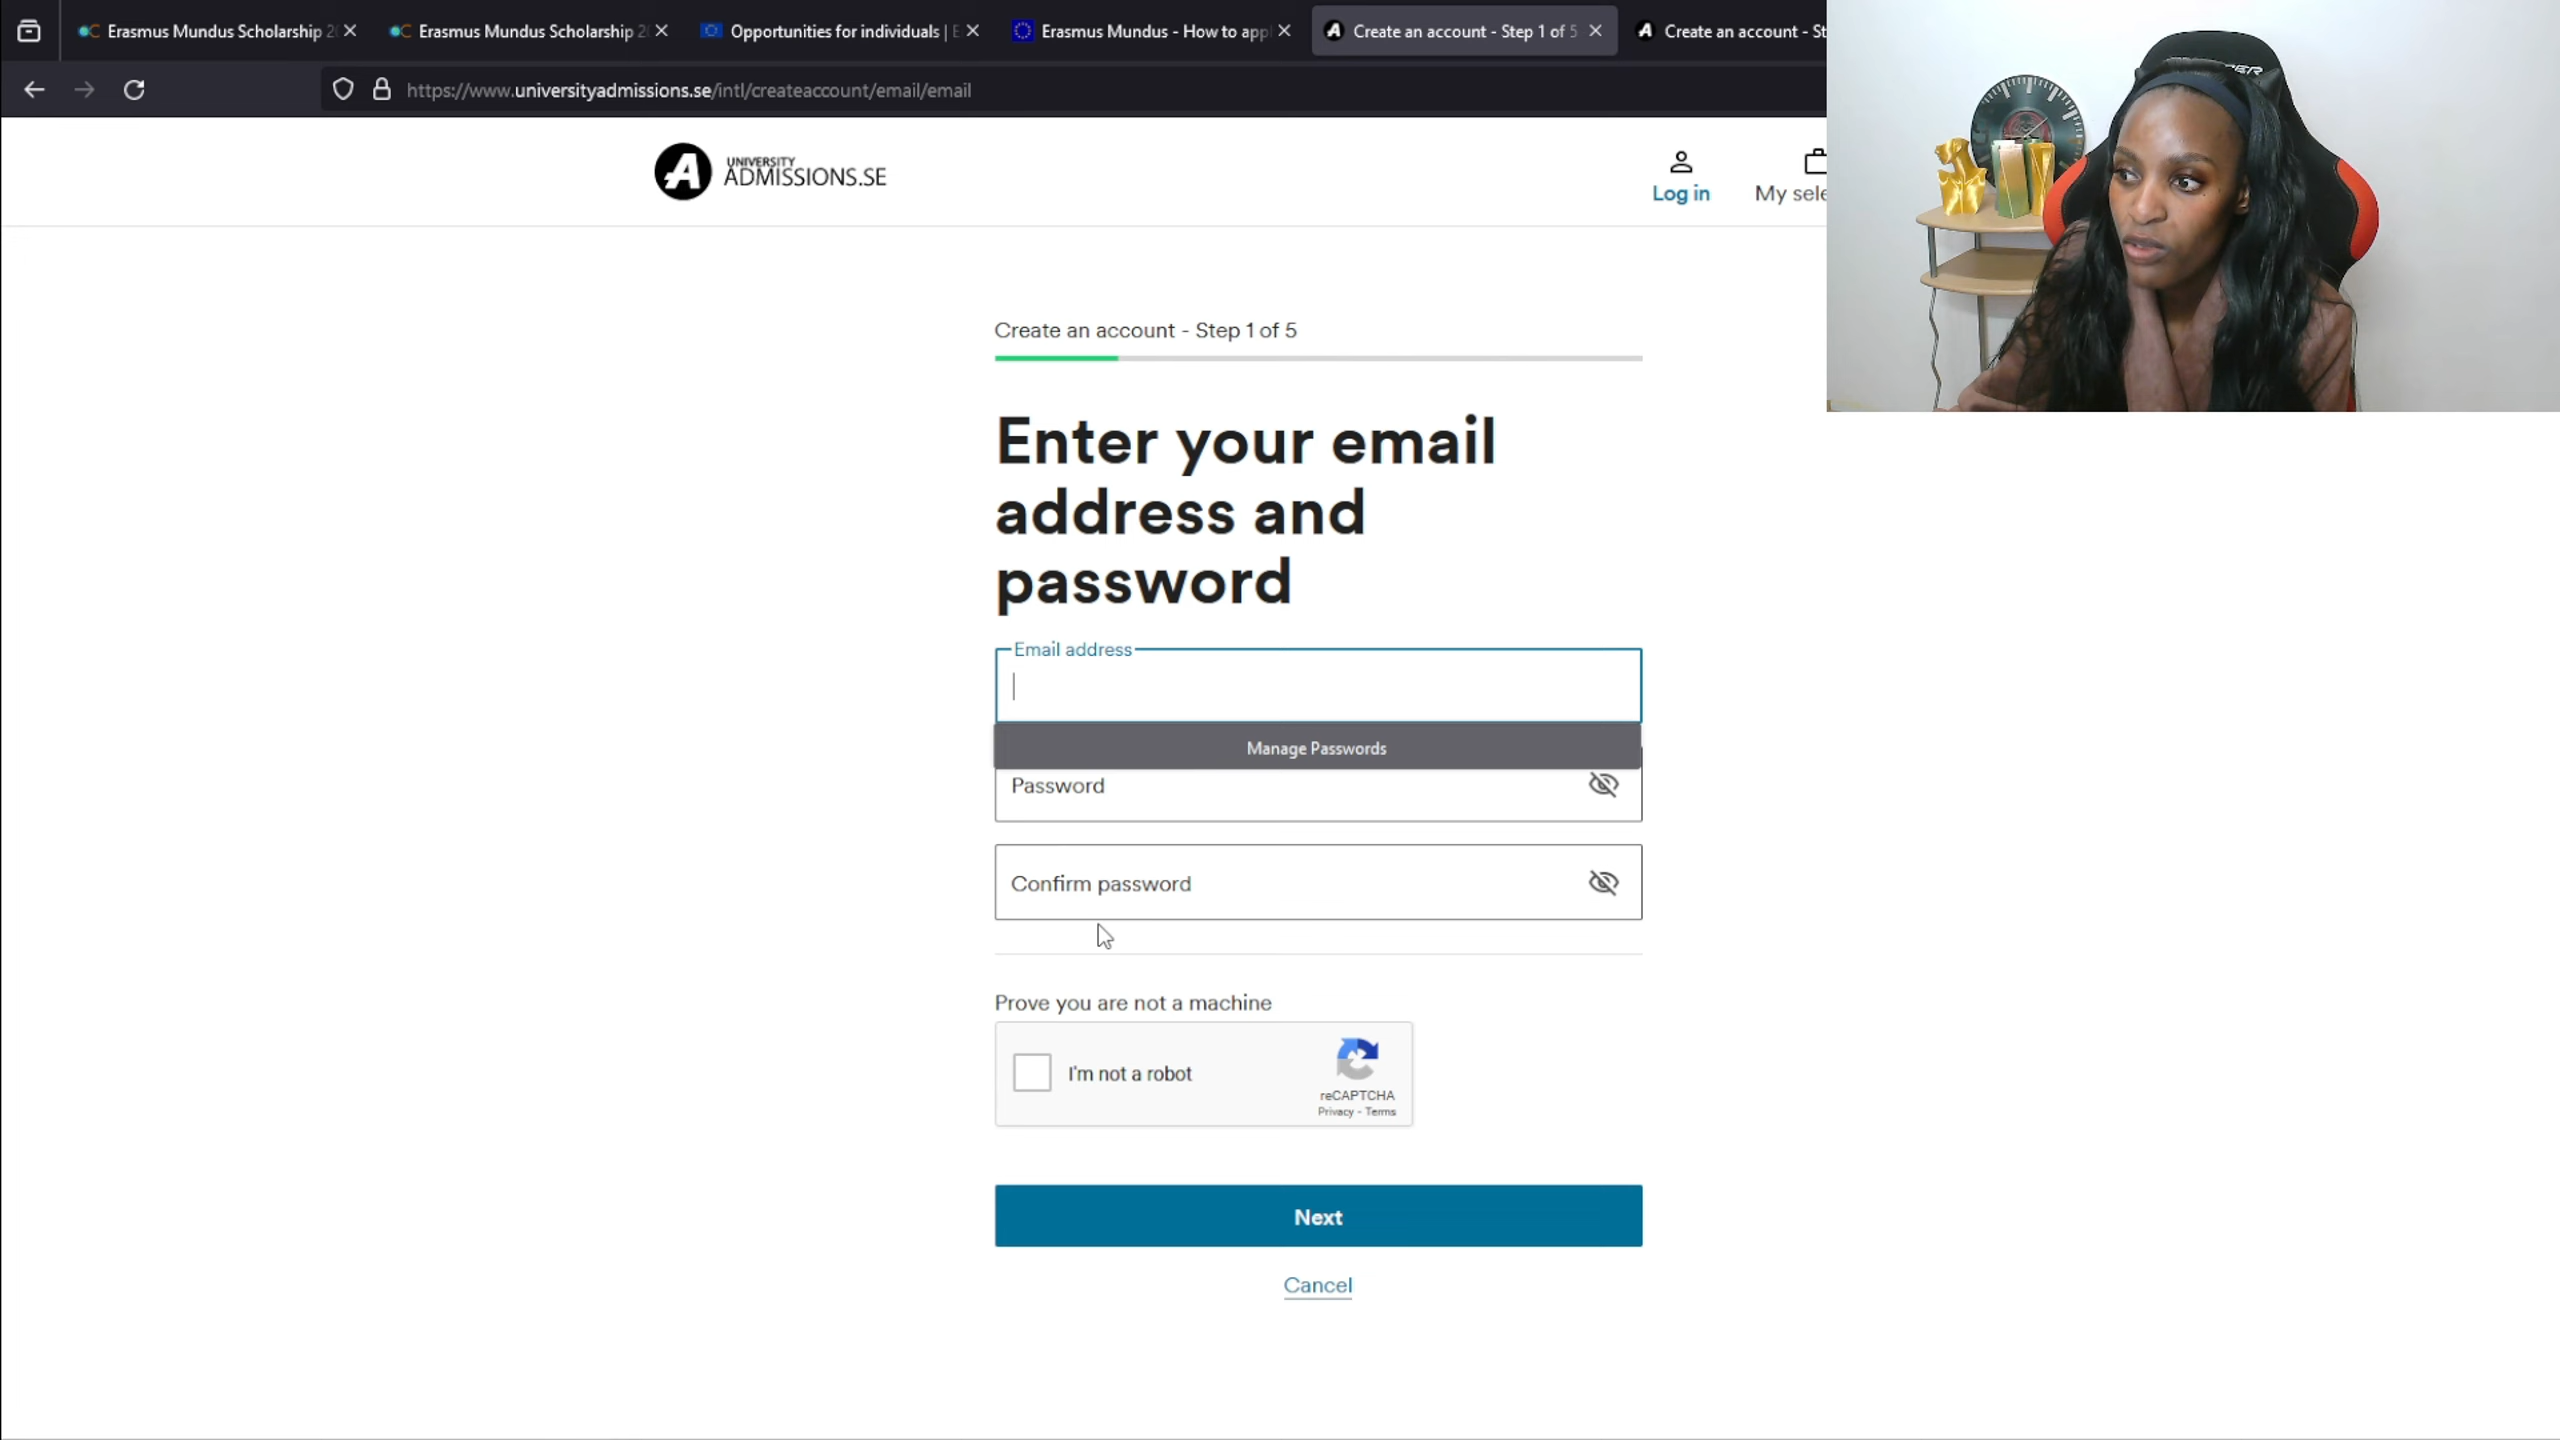 Erasmus Mundus Scholarship 2
Erasmus Mundus Scholarship 2
Opportunities for individuals | E
Erasmus Mundus - How to appl
Create an account - Step 1 of 5
Create an account - St
https://www.universityadmissions.se/intl/createaccount/email/email
UNIVERSITY
ADMISSIONS.SE
Log in
My sele
Create an account - Step 1 of 5
Enter your email
address and
password
Email address
Manage Passwords
Password
Confirm password
Prove you are not a machine
I'm not a robot
reCAPTCHA
Privacy - Terms
Next
Cancel